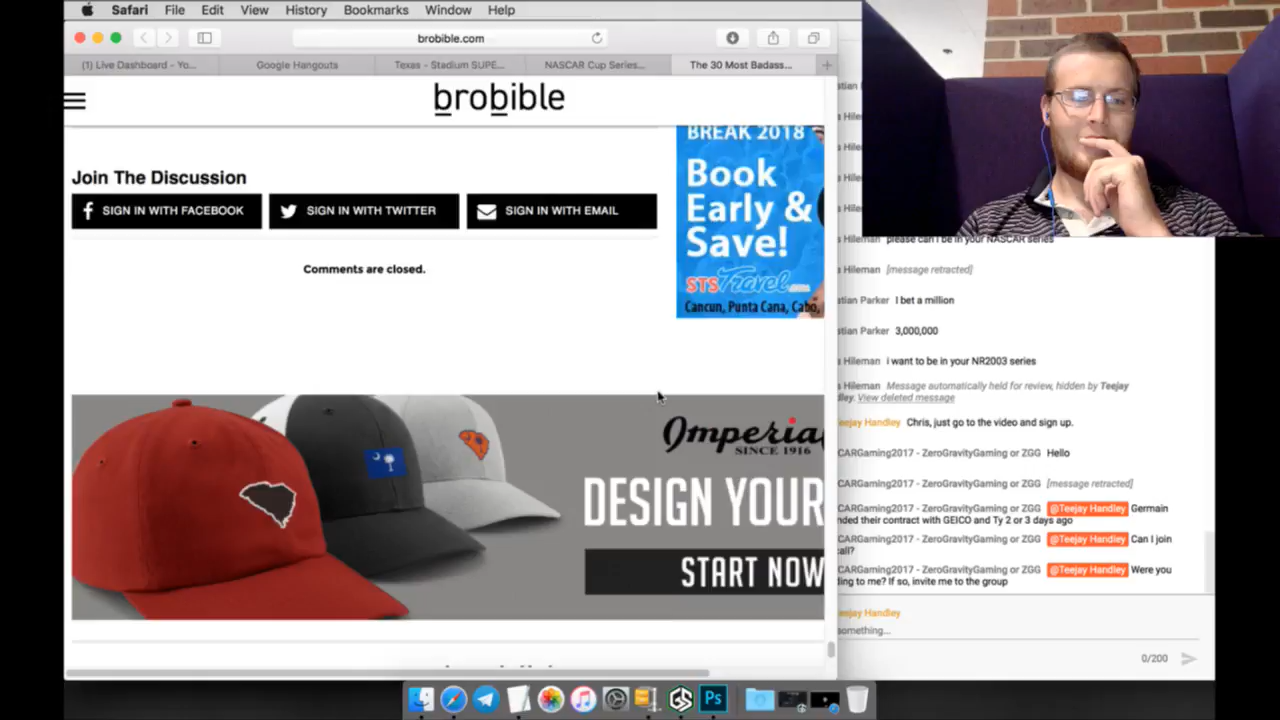 Safari File Edit View History Bookmarks Window Help
brobible.com
(1) Live Dashboard - Yo...
Google Hangouts
Texas - Stadium SUPE...
NASCAR Cup Series...
The 30 Most Badass...
brobible
BREAK 2018
Book
Early &
Save!
STSTravel.com
Cancun, Punta Cana, Cabo,
Join The Discussion
SIGN IN WITH FACEBOOK
SIGN IN WITH TWITTER
SIGN IN WITH EMAIL
Comments are closed.
Imperia
SINCE 1916
DESIGN YOUR
START NOW
Hileman please can I be in your NASCAR series
Hileman [message retracted]
tian Parker I bet a million
tian Parker 3,000,000
Hileman i want to be in your NR2003 series
Hileman Message automatically held for review, hidden by Teejay
dley. View deleted message
eejay Handley Chris, just go to the video and sign up.
CARGaming2017 - ZeroGravityGaming or ZGG Hello
CARGaming2017 - ZeroGravityGaming or ZGG [message retracted]
CARGaming2017 - ZeroGravityGaming or ZGG @Teejay Handley Germain
nded their contract with GEICO and Ty 2 or 3 days ago
CARGaming2017 - ZeroGravityGaming or ZGG @Teejay Handley Can I join
call?
CARGaming2017 - ZeroGravityGaming or ZGG @Teejay Handley Were you
ding to me? If so, invite me to the group
eejay Handley
something...
0/200
Ps